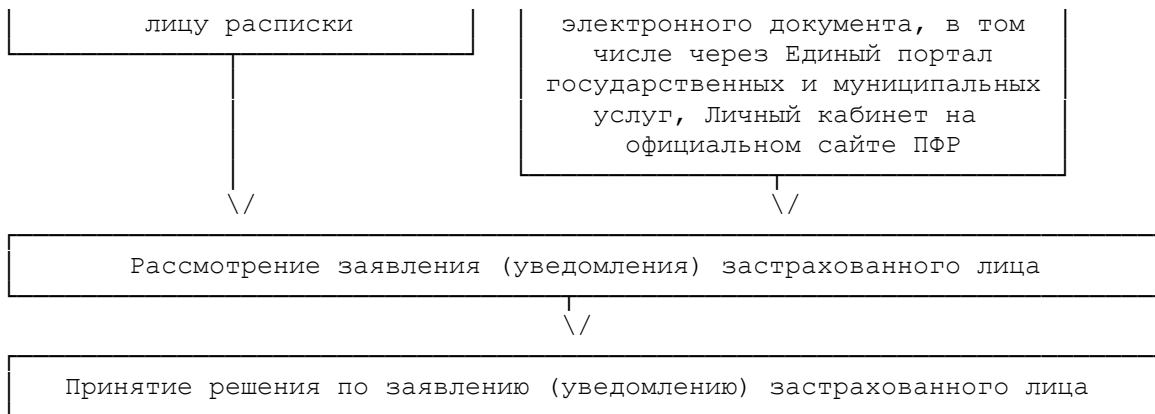 лицу расписки
электронного документа, в том
числе через Единый портал
государственных и муниципальных
услуг, Личный кабинет на
официальном сайте ПФР
Рассмотрение заявления (уведомления) застрахованного лица
Принятие решения по заявлению (уведомлению) застрахованного лица